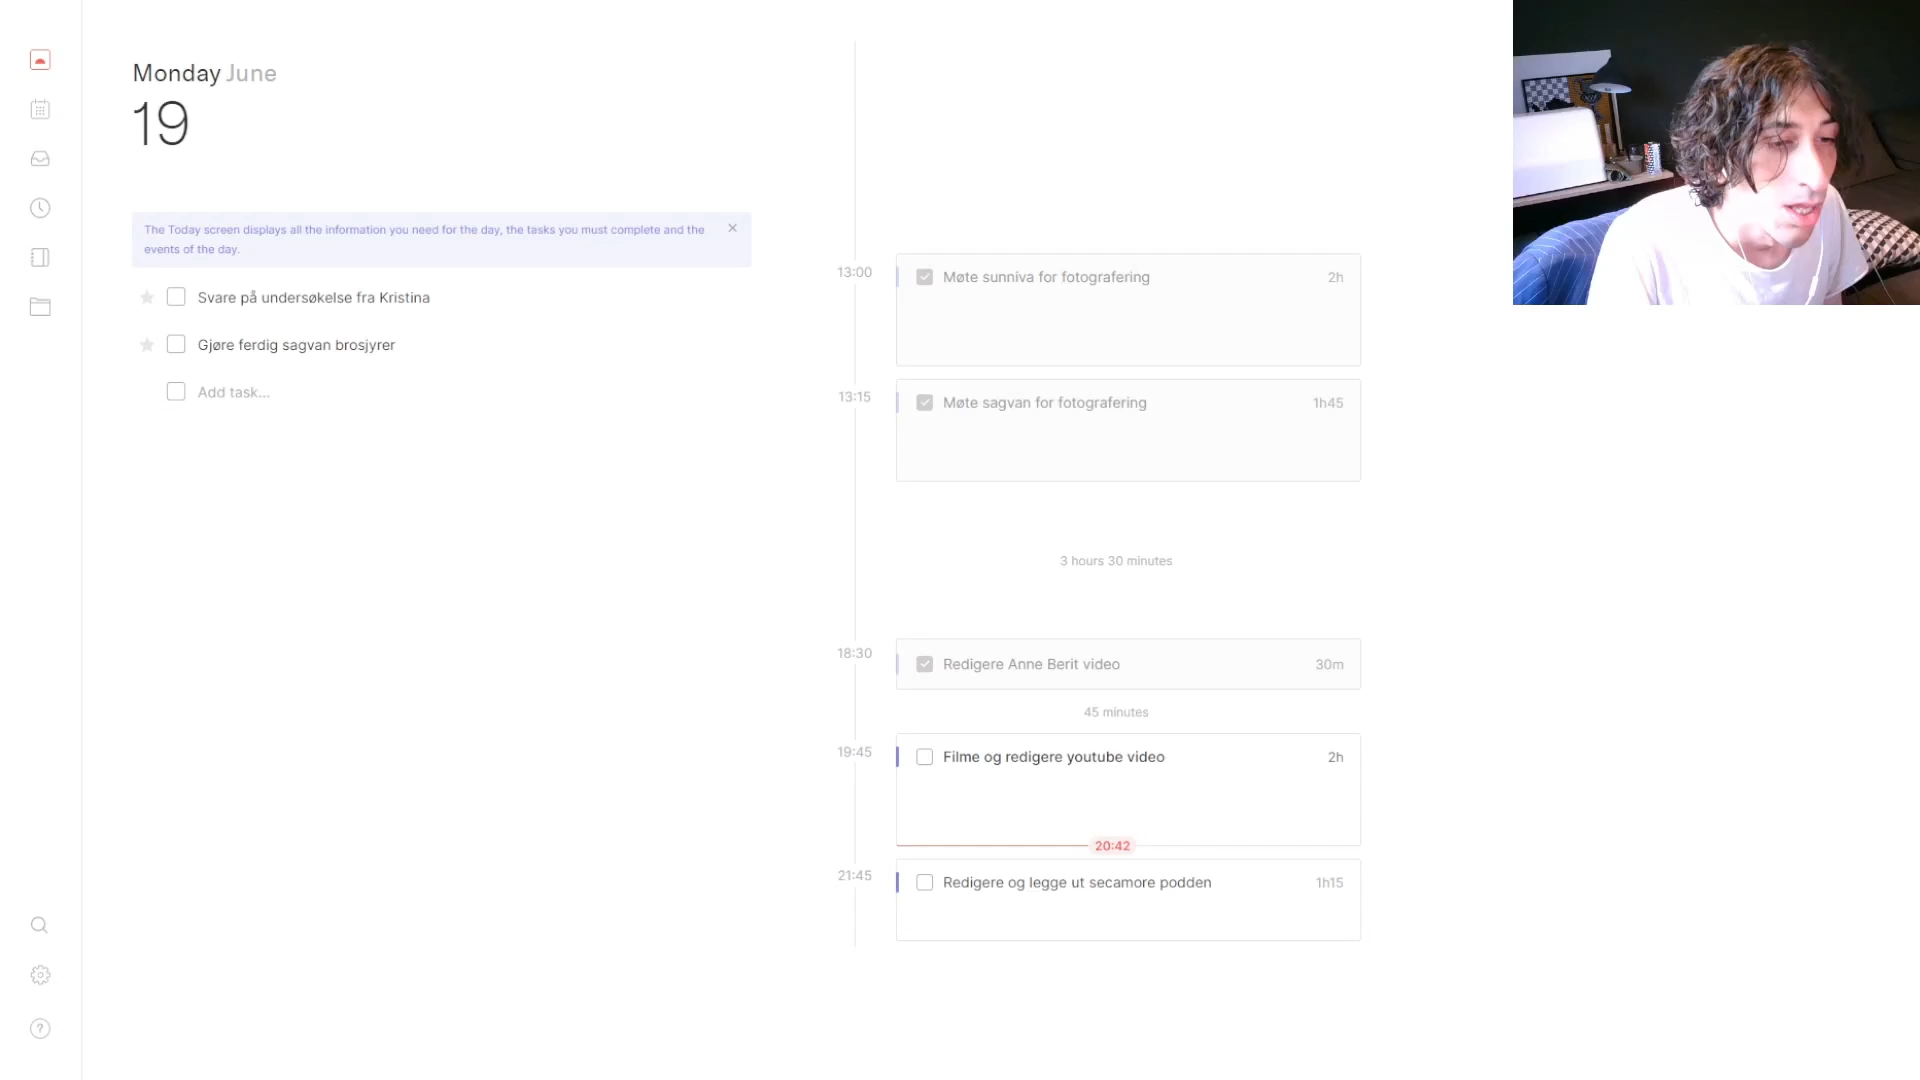 Monday June
19
The Today screen displays all the information you need for the day, the tasks you must complete and the
events of the day.
Svare på undersøkelse fra Kristina
Gjøre ferdig sagvan brosjyrer
Add task...
13:00
Møte sunniva for fotografering
2h
13:15
Møte sagvan for fotografering
1h45
3 hours 30 minutes
18:30
Redigere Anne Berit video
30m
45 minutes
19:45
Filme og redigere youtube video
2h
20:42
21:45
Redigere og legge ut secamore podden
1h15